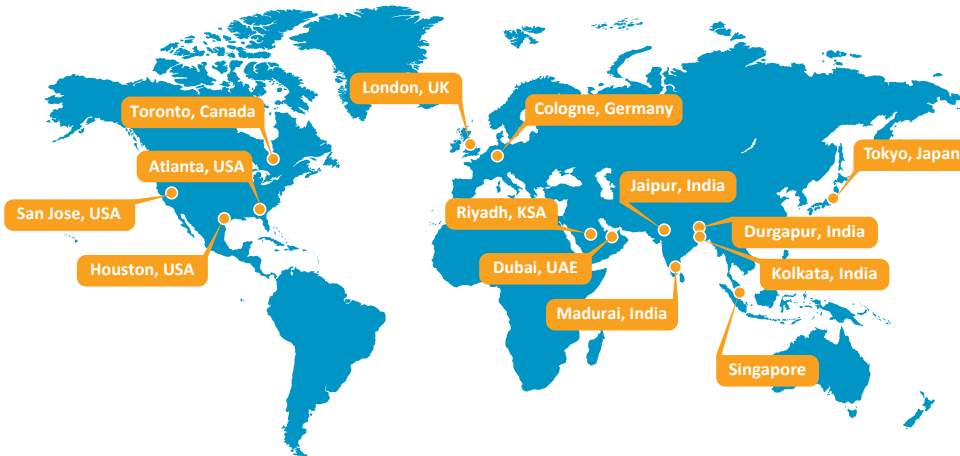 London, UK
Toronto, Canada
Cologne, Germany
Atlanta, USA
Tokyo, Japan
Jaipur, India
San Jose, USA
Riyadh, KSA
Durgapur, India
Houston, USA
Dubai, UAE
Kolkata, India
Madurai, India
Singapore